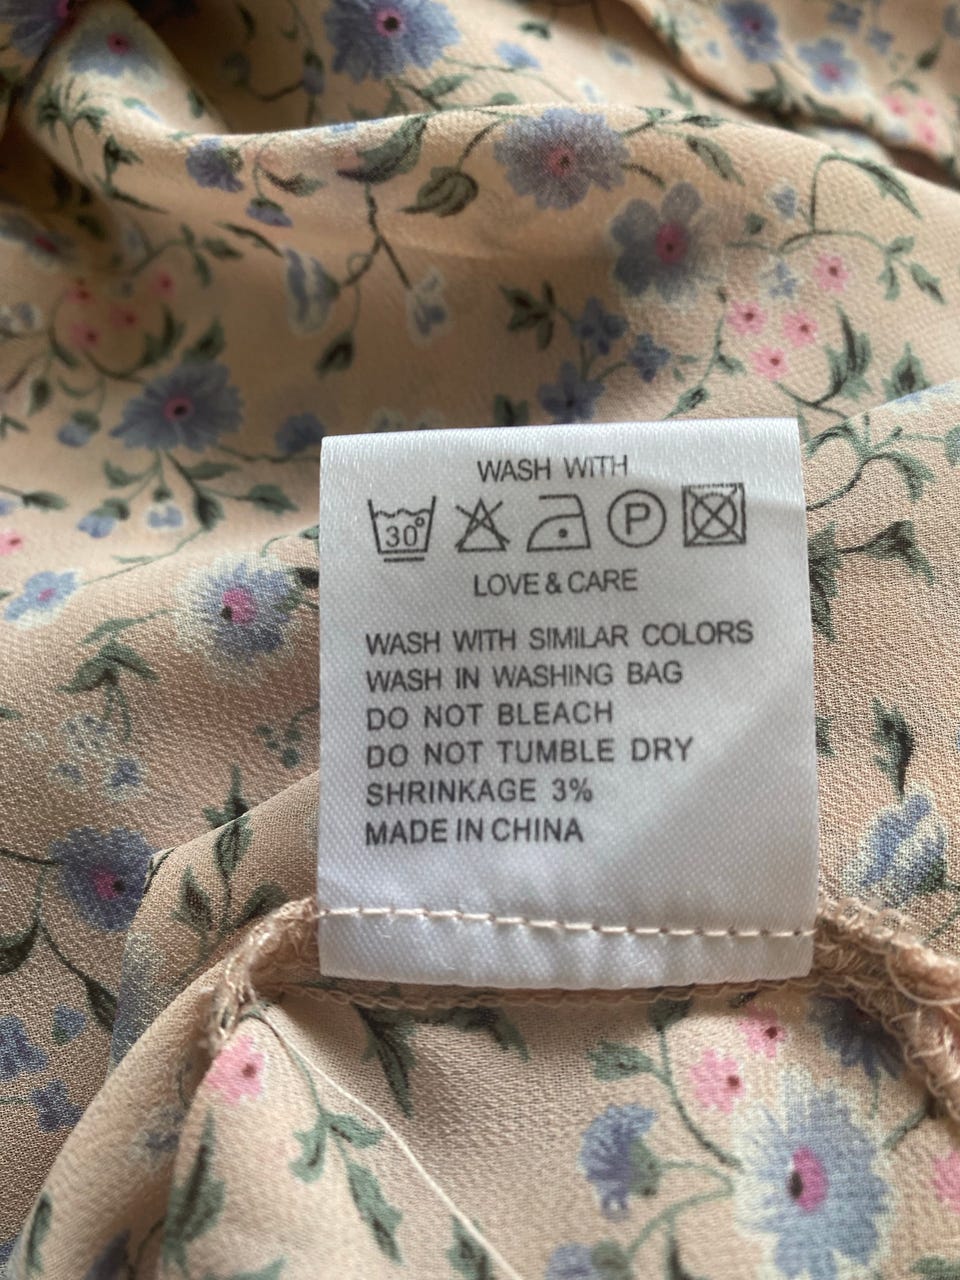 WASH WITH
30°
P
LOVE & CARE
WASH WITH SIMILAR COLORS
WASH IN WASHING BAG
DO NOT BLEACH
DO NOT TUMBLE DRY
SHRINKAGE 3%
MADE IN CHINA